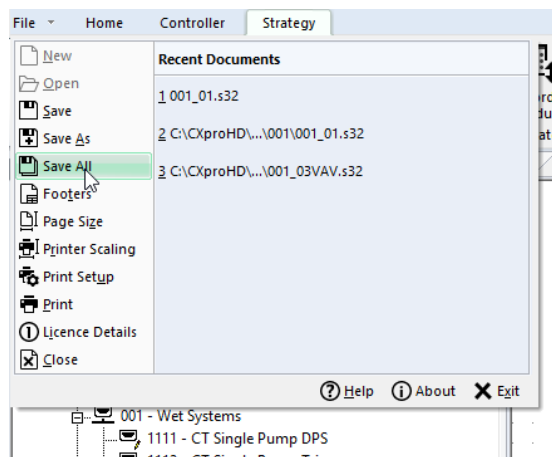 File Home Controller Strategy
New
Recent Documents
Open
1 001_01.s32
Save
Save As
2 C:\CXproHD\...\001\001_01.s32
Save All
3 C:\CXproHD\...\001_03VAV.s32
Footers
Page Size
Printer Scaling
Print Setup
Print
Licence Details
Close
Help About Exit
001 - Wet Systems
1111 - CT Single Pump DPS